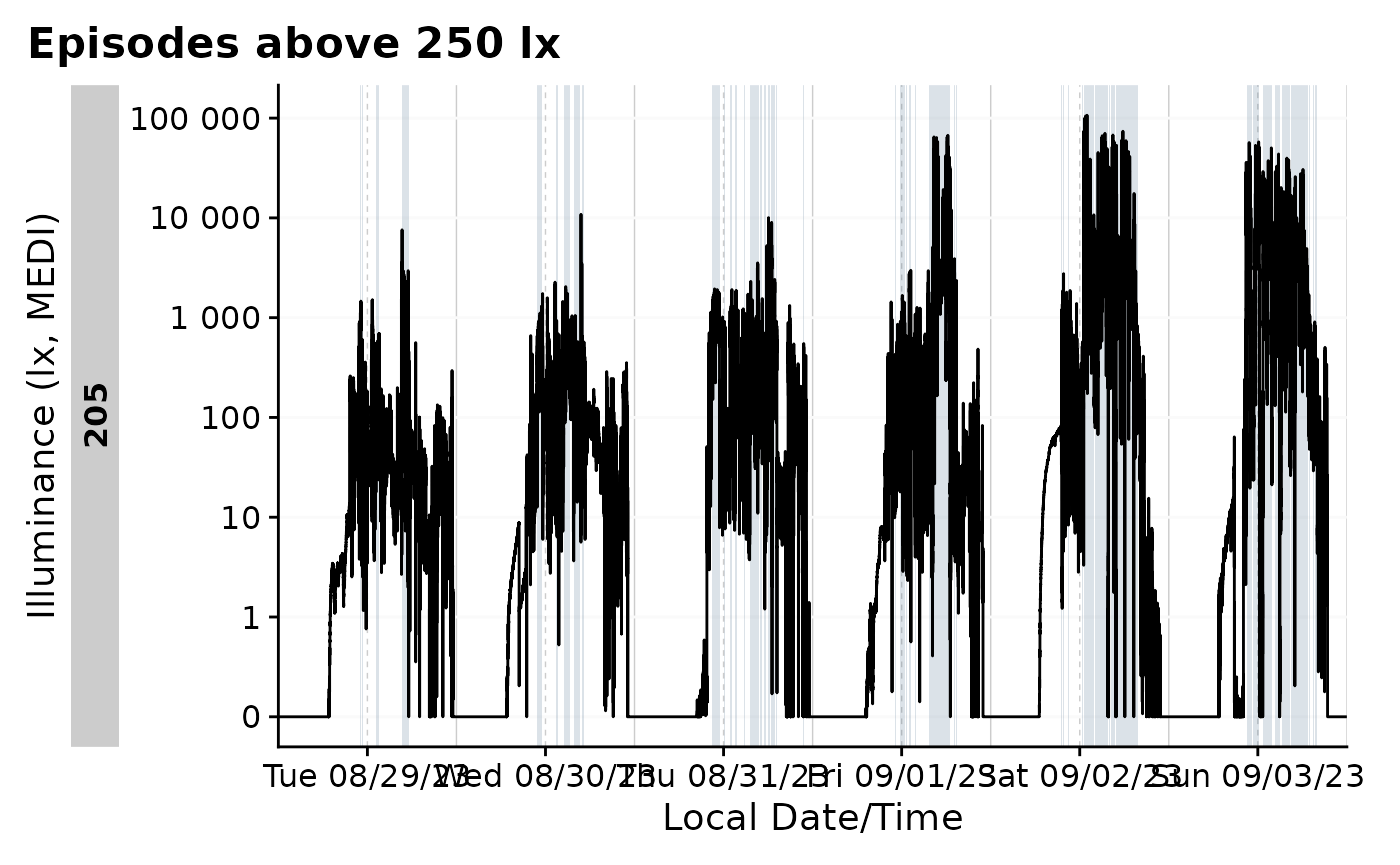 Episodes above 250 lx
Illuminance (lx, MEDI)
205
100 000
10 000
1 000
100
10
1
0
Tue 08/29/23
Wed 08/30/23
Thu 08/31/23
Fri 09/01/23
Sat 09/02/23
Sun 09/03/23
Local Date/Time